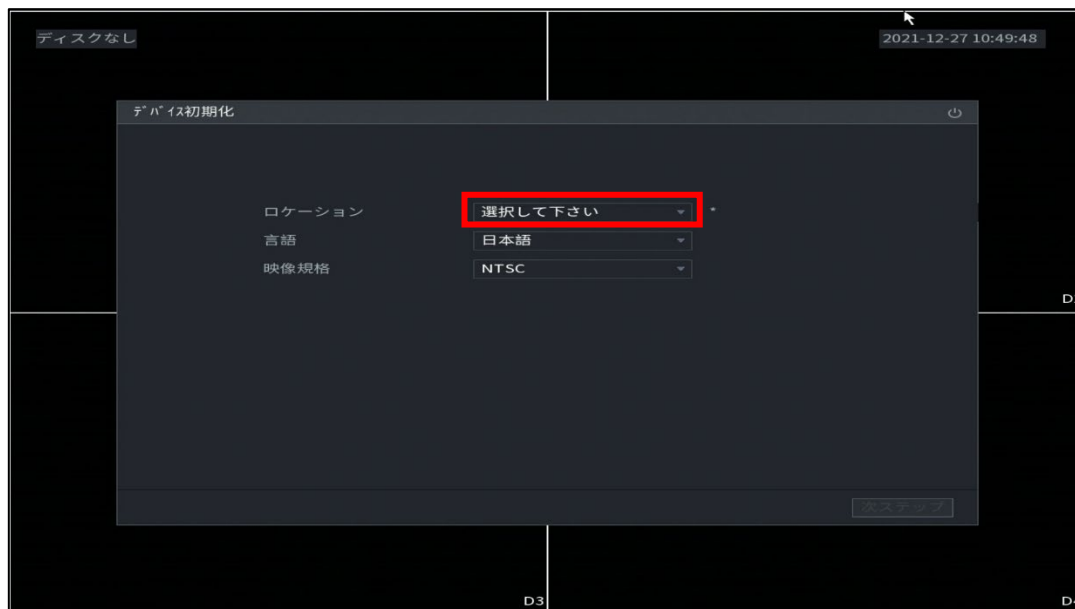 ディスクなし
2021-12-27 10:49:48
デバイス初期化
ロケーション
選択して下さい
*
言語
日本語
映像規格
NTSC
次ステップ
D3